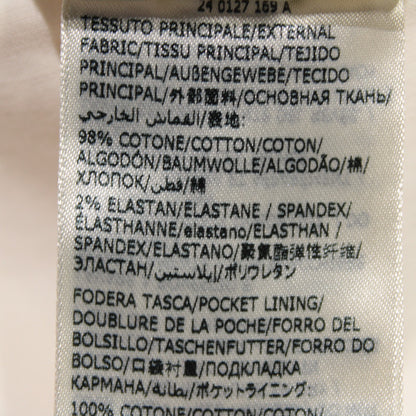 24 0127 169 A
TESSUTO PRINCIPALE/EXTERNAL
FABRIC/TISSU PRINCIPAL/TEJIDO
PRINCIPAL/AUßENGEWEBE/TECIDO
PRINCIPAL/外部面料/ОСНОВНАЯ ТКАНЬ/
القماش الخارجي/表地:
98% COTONE/COTTON/COTON/
ALGODÓN/BAUMWOLLE/ALGODÃO/棉/
ХЛОПОК/قطن/綿
2% ELASTAN/ELASTANE / SPANDEX/
ÉLASTHANNE/elastano/ELASTHAN /
SPANDEX/ELASTANO/聚氨酯弹性纤维/
ЭЛАСТАН/إيلاستين/ポリウレタン
FODERA TASCA/POCKET LINING/
DOUBLURE DE LA POCHE/FORRO DEL
BOLSILLO/TASCHENFUTTER/FORRO DO
BOLSO/口袋衬里/ПОДКЛАДКА
КАРМАНА/بطانة/ポケットライニング:
100% COTONE/COTTON/COTON/